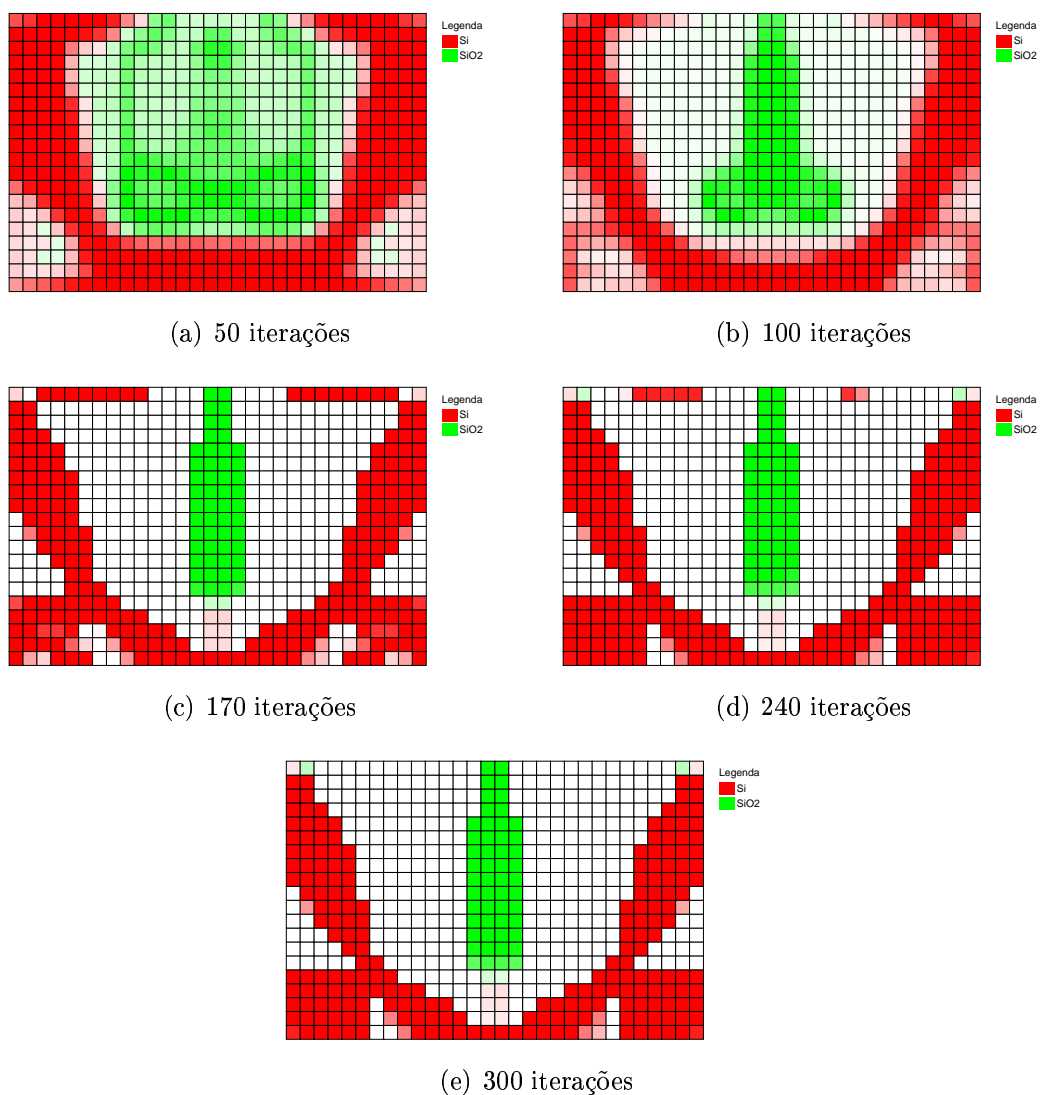 Legenda
Si
SiO2
Legenda
Si
SiO2
(a) 50 iterações
(b) 100 iterações
Legenda
Si
SiO2
Legenda
Si
SiO2
(c) 170 iterações
(d) 240 iterações
Legenda
Si
SiO2
(e) 300 iterações